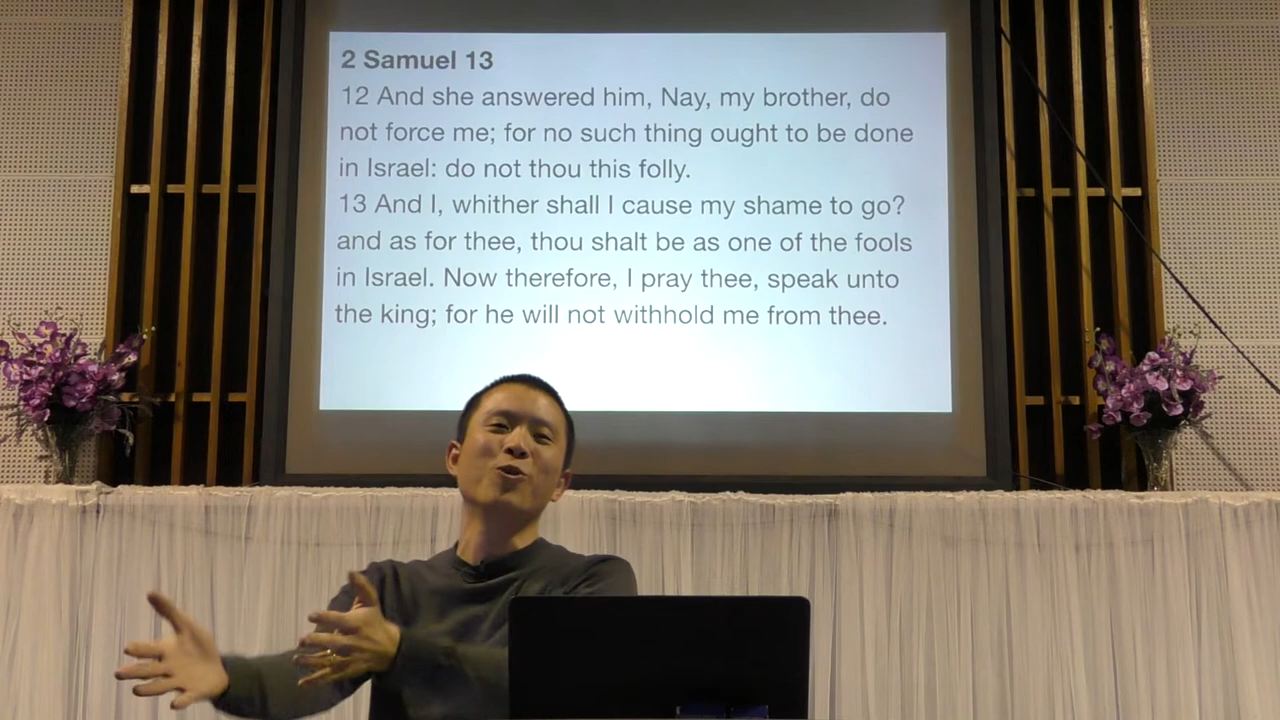 2 Samuel 13
12 And she answered him, Nay, my brother, do
not force me; for no such thing ought to be done
in Israel: do not thou this folly.
13 And I, whither shall I cause my shame to go?
and as for thee, thou shalt be as one of the fools
in Israel. Now therefore, I pray thee, speak unto
the king; for he will not withhold me from thee.